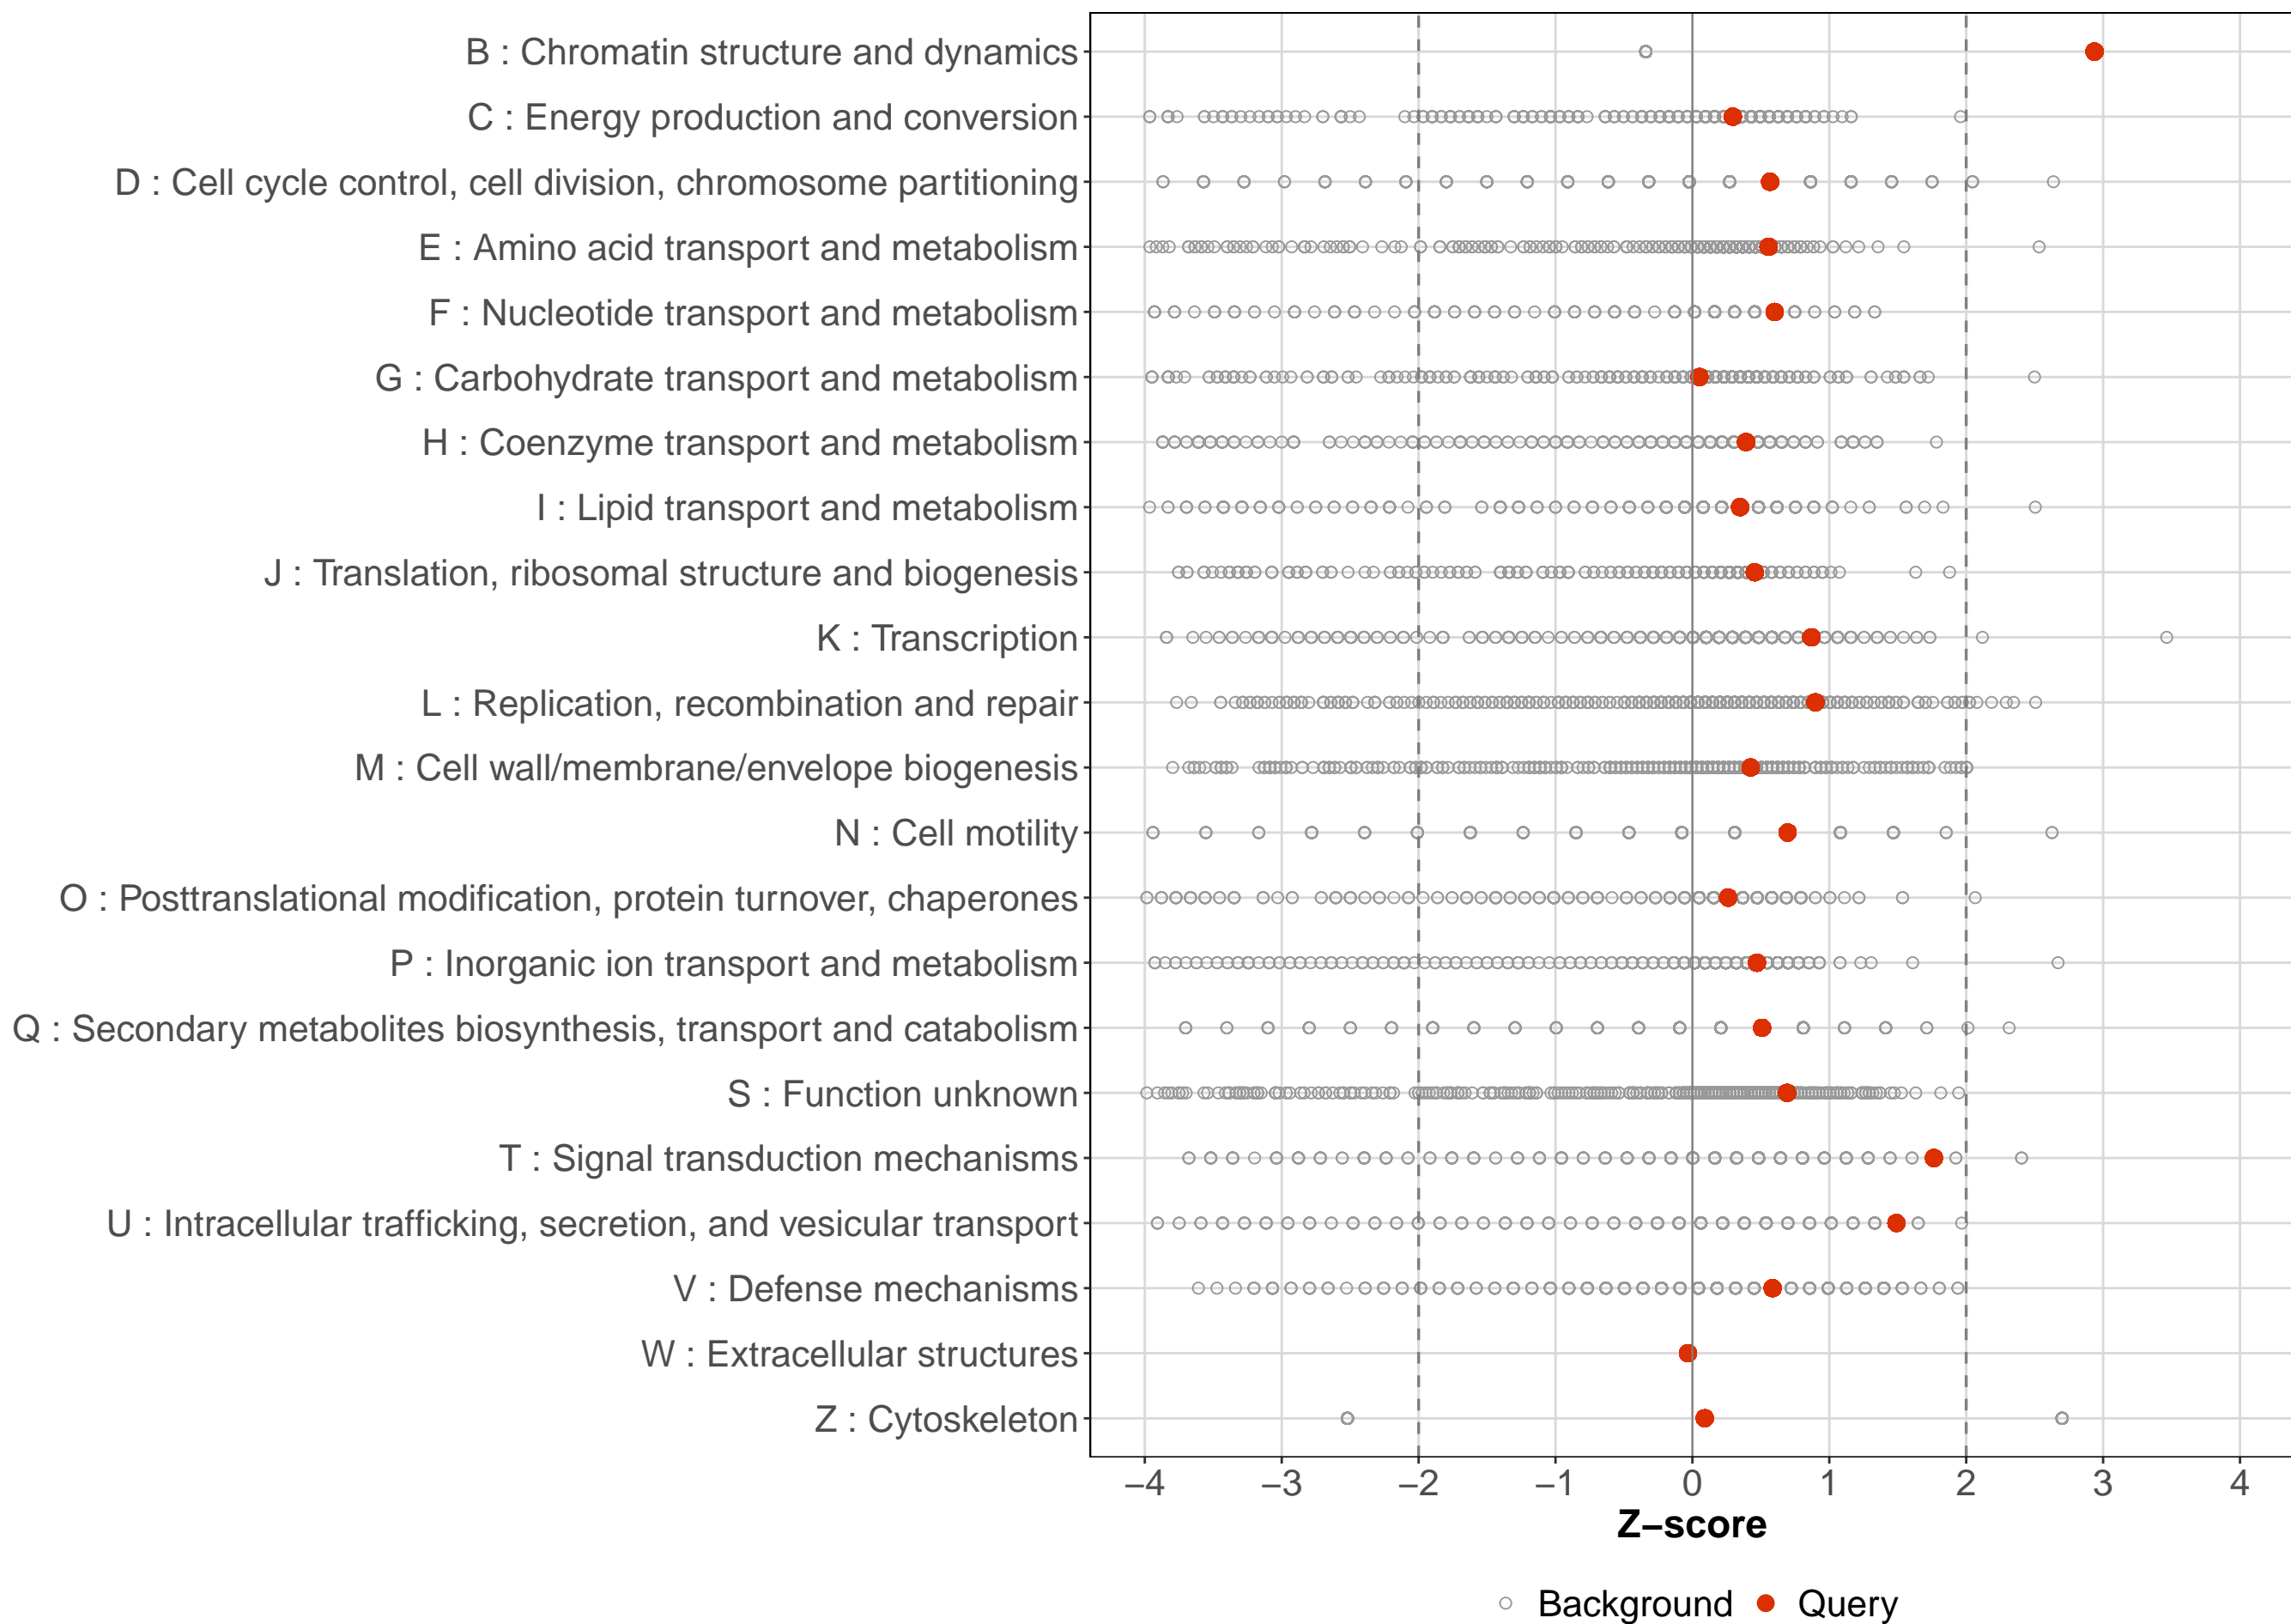 B : Chromatin structure and dynamics
C : Energy production and conversion
D : Cell cycle control, cell division, chromosome partitioning
E : Amino acid transport and metabolism
F : Nucleotide transport and metabolism
G : Carbohydrate transport and metabolism
H : Coenzyme transport and metabolism
I : Lipid transport and metabolism
J : Translation, ribosomal structure and biogenesis
K : Transcription
L : Replication, recombination and repair
M : Cell wall/membrane/envelope biogenesis
N : Cell motility
O : Posttranslational modification, protein turnover, chaperones
P : Inorganic ion transport and metabolism
Q : Secondary metabolites biosynthesis, transport and catabolism
S : Function unknown
T : Signal transduction mechanisms
U : Intracellular trafficking, secretion, and vesicular transport
V : Defense mechanisms
W : Extracellular structures
Z : Cytoskeleton
−4 −3 −2 −1 0 1 2 3 4
Z−score
Background Query